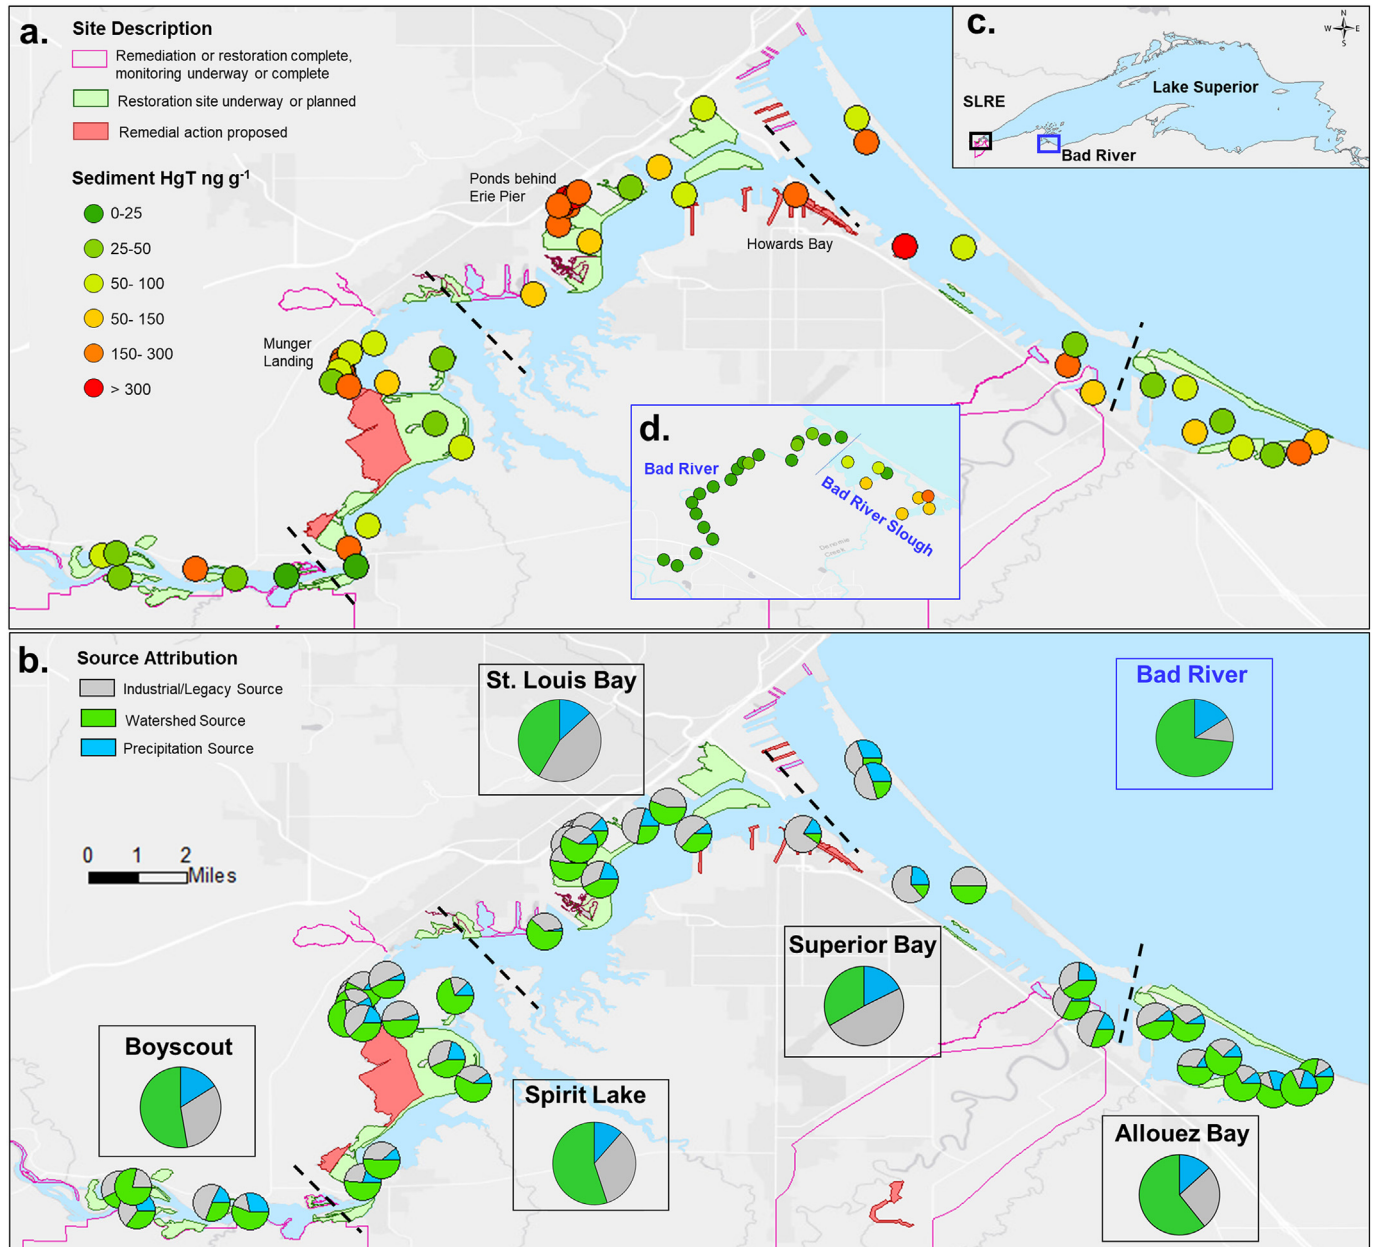 a.
Site Description
Remediation or restoration complete,
monitoring underway or complete
Restoration site underway or planned
Remedial action proposed
Sediment HgT ng g-1
0-25
25-50
50- 100
50- 150
150- 300
> 300
Ponds behind
Erie Pier
Howards Bay
Munger
Landing
c.
N
W E
S
SLRE
Lake Superior
Bad River
d.
Bad River
Bad River Slough
b.
Source Attribution
Industrial/Legacy Source
Watershed Source
Precipitation Source
0 1 2
Miles
St. Louis Bay
Bad River
Superior Bay
Boyscout
Spirit Lake
Allouez Bay